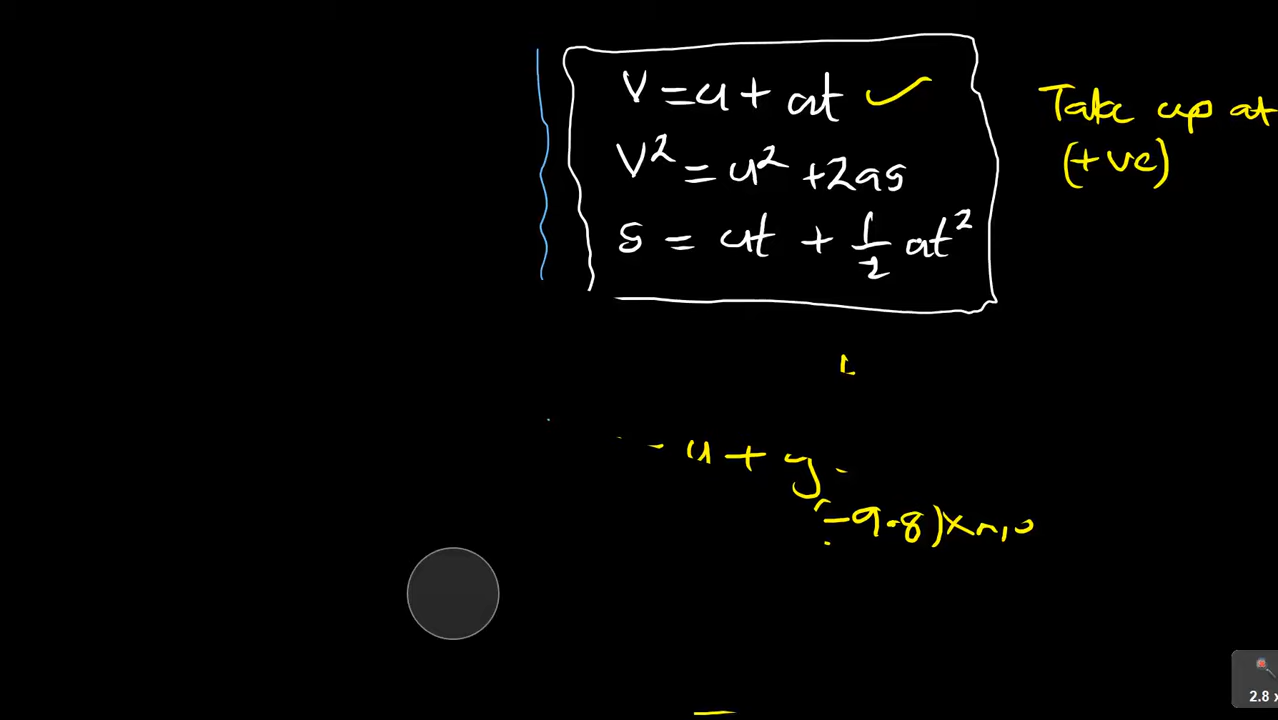 V = u + at ✓
V² = u² + 2as
s = ut + 1/2 at²
Take up at
(+ve)
- u + y
-9.8)x
2.8 x